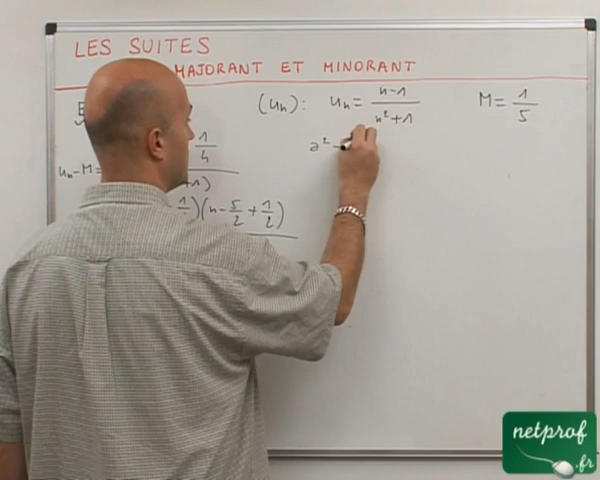 LES SUITES
MAJORANT ET MINORANT
E (Un): Un = n-1 / n²+1 M = 1/5
1/4
Un-M=
+1)
)(n - 5/2 + 1/2)
a² -
netprof
.fr